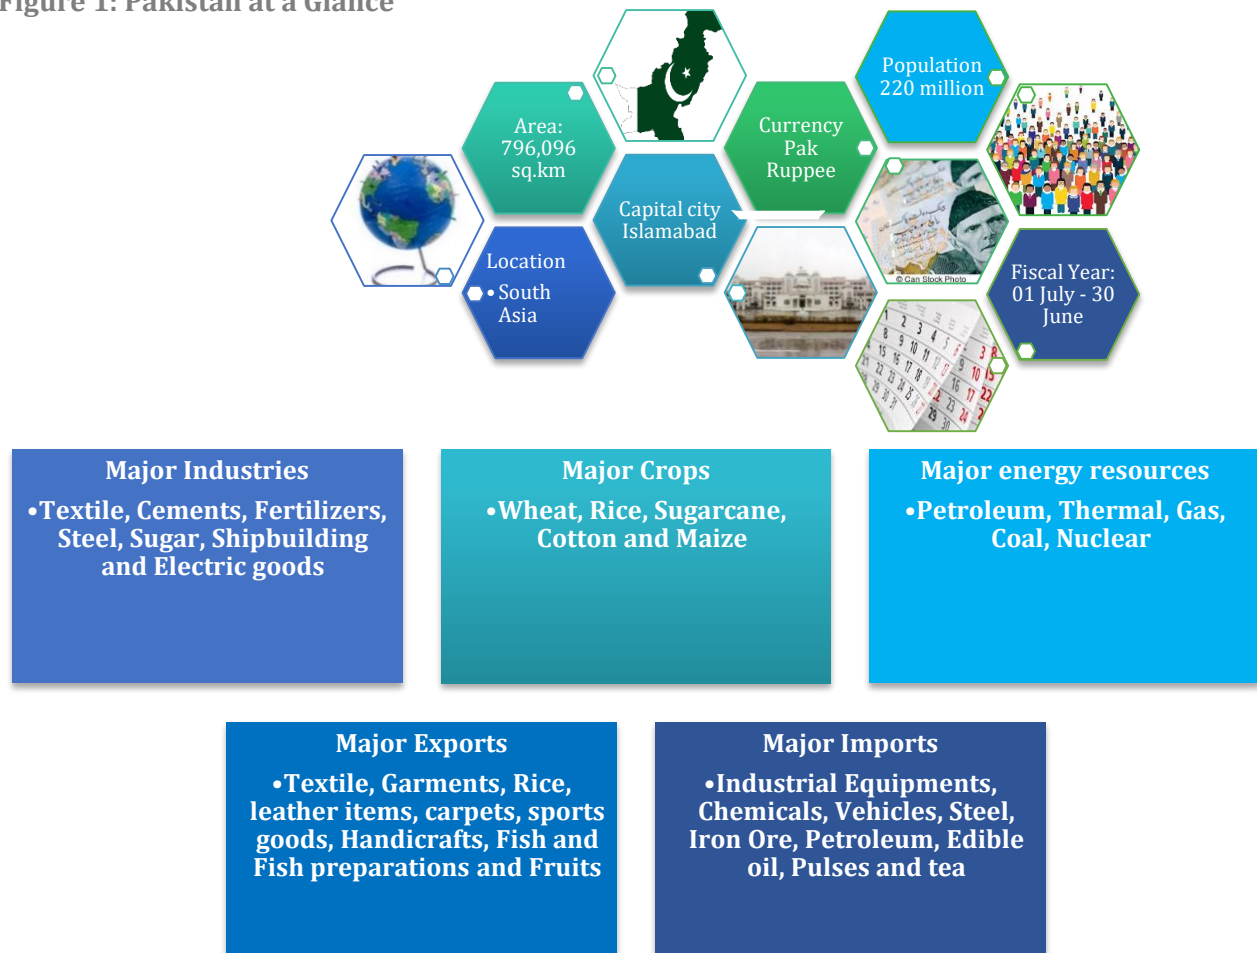 Figure 1: Pakistan at a Glance
Population
220 million
Area:
796,096
sq.km
Currency
Pak
Ruppee
Capital city
Islamabad
Location
• South
Asia
© Can Stock Photo
Fiscal Year:
01 July - 30
June
Major Industries
•Textile, Cements, Fertilizers,
Steel, Sugar, Shipbuilding
and Electric goods
Major Crops
•Wheat, Rice, Sugarcane,
Cotton and Maize
Major energy resources
•Petroleum, Thermal, Gas,
Coal, Nuclear
Major Exports
•Textile, Garments, Rice,
leather items, carpets, sports
goods, Handicrafts, Fish and
Fish preparations and Fruits
Major Imports
•Industrial Equipments,
Chemicals, Vehicles, Steel,
Iron Ore, Petroleum, Edible
oil, Pulses and tea